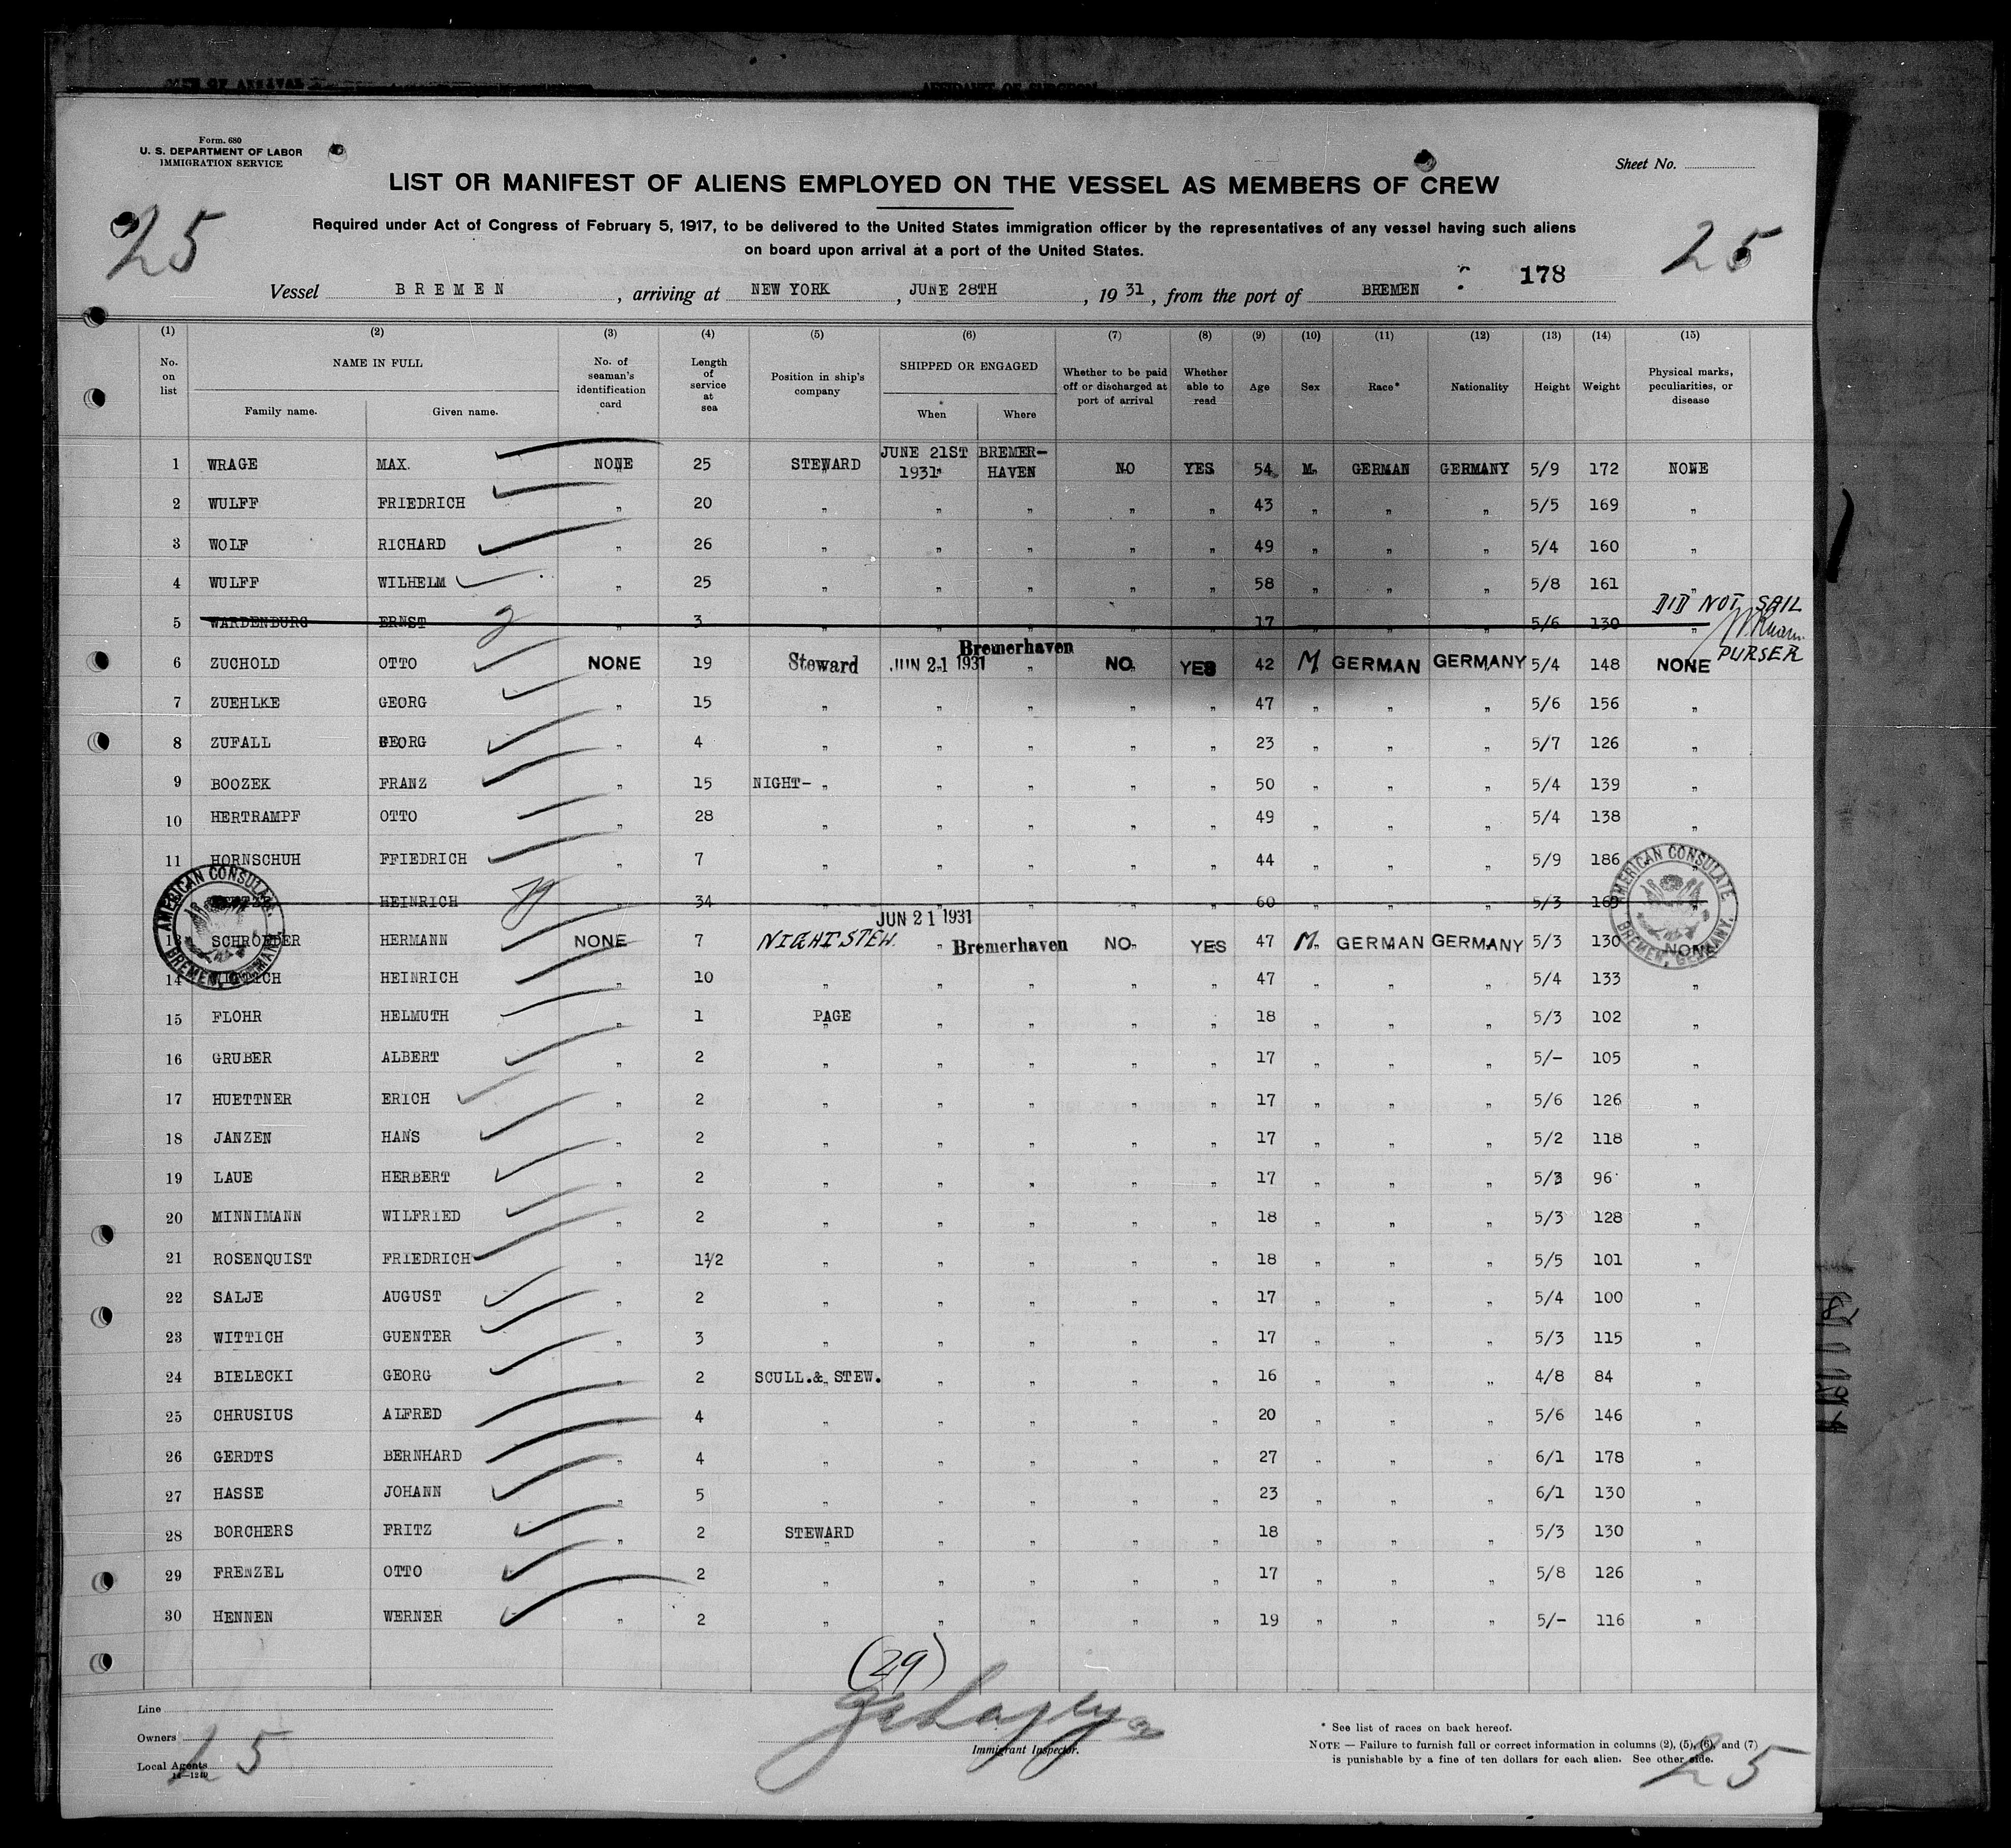 COPY OF ARRIVAL
AFFIDAVIT OF SURGEON
Form. 680
U. S. DEPARTMENT OF LABOR
IMMIGRATION SERVICE
Sheet No.
LIST OR MANIFEST OF ALIENS EMPLOYED ON THE VESSEL AS MEMBERS OF CREW
25 25
Required under Act of Congress of February 5, 1917, to be delivered to the United States immigration officer by the representatives of any vessel having such aliens
on board upon arrival at a port of the United States.
178
Vessel BREMEN, arriving at NEW YORK, JUNE 28TH, 1931, from the port of BREMEN
(1) (2) (3) (4) (5) (6) (7) (8) (9) (10) (11) (12) (13) (14) (15)
No. on list
NAME IN FULL
Family name. Given name.
No. of seaman's identification card
Length of service at sea
Position in ship's company
SHIPPED OR ENGAGED
When Where
Whether to be paid off or discharged at port of arrival
Whether able to read
Age Sex Race* Nationality Height Weight
Physical marks, peculiarities, or disease
1 WRAGE MAX. NONE 25 STEWARD JUNE 21ST 1931 BREMER-HAVEN NO YES 54 M. GERMAN GERMANY 5/9 172 NONE
2 WULFF FRIEDRICH " 20 " " " " " 43 " " " 5/5 169 "
3 WOLF RICHARD " 26 " " " " " 49 " " " 5/4 160 "
4 WULFF WILHELM " 25 " " " " " 58 " " " 5/8 161 "
DID NOT SAIL
5 WARDENBURG ERNST " 3 " " " " " 17 " " " 5/6 130 "
PURSER
6 ZUCHOLD OTTO NONE 19 Steward JUN 21 1931 Bremerhaven " NO YES 42 M GERMAN GERMANY 5/4 148 NONE
7 ZUEHLKE GEORG " 15 " " " " " 47 " " " 5/6 156 "
8 ZUFALL GEORG " 4 " " " " " 23 " " " 5/7 126 "
9 BOOZEK FRANZ " 15 NIGHT- " " " " " 50 " " " 5/4 139 "
10 HERTRAMPF OTTO " 28 " " " " " 49 " " " 5/4 138 "
11 HORNSCHUH FFIEDRICH " 7 " " " " " 44 " " " 5/9 186 "
AMERICAN CONSULATE, BREMEN, GERMANY
AMERICAN CONSULATE, BREMEN, GERMANY
HEINRICH " 34 " " " " " 60 " " " 5/3 169 "
13 SCHROEDER HERMANN NONE 7 NIGHT STEW. JUN 21 1931 Bremerhaven NO YES 47 M. GERMAN GERMANY 5/3 130 NONE
14 HEINRICH " 10 " " " " " 47 " " " 5/4 133 "
15 FLOHR HELMUTH " 1 PAGE " " " " 18 " " " 5/3 102 "
16 GRUBER ALBERT " 2 " " " " " 17 " " " 5/- 105 "
17 HUETTNER ERICH " 2 " " " " " 17 " " " 5/6 126 "
18 JANZEN HANS " 2 " " " " " 17 " " " 5/2 118 "
19 LAUE HERBERT " 2 " " " " " 17 " " " 5/3 96 "
20 MINNIMANN WILFRIED " 2 " " " " " 18 " " " 5/3 128 "
21 ROSENQUIST FRIEDRICH " 1½ " " " " " 18 " " " 5/5 101 "
22 SALJE AUGUST " 2 " " " " " 17 " " " 5/4 100 "
23 WITTICH GUENTER " 3 " " " " " 17 " " " 5/3 115 "
24 BIELECKI GEORG " 2 SCULL.& STEW. " " " " 16 " " " 4/8 84 "
25 CHRUSIUS ALFRED " 4 " " " " " 20 " " " 5/6 146 "
26 GERDTS BERNHARD " 4 " " " " " 27 " " " 6/1 178 "
27 HASSE JOHANN " 5 " " " " " 23 " " " 6/1 130 "
28 BORCHERS FRITZ " 2 STEWARD " " " " 18 " " " 5/3 130 "
29 FRENZEL OTTO " 2 " " " " " 17 " " " 5/8 126 "
30 HENNEN WERNER " 2 " " " " " 19 " " " 5/- 116 "
(29)
Line
Owners
Local Agents
14—1240
25
Immigrant Inspector.
* See list of races on back hereof.
NOTE — Failure to furnish full or correct information in columns (2), (5), (6), and (7)
is punishable by a fine of ten dollars for each alien. See other side.
25